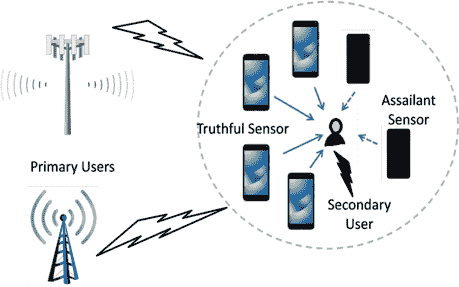 Truthful Sensor
Assailant
Sensor
Primary Users
Secondary
User